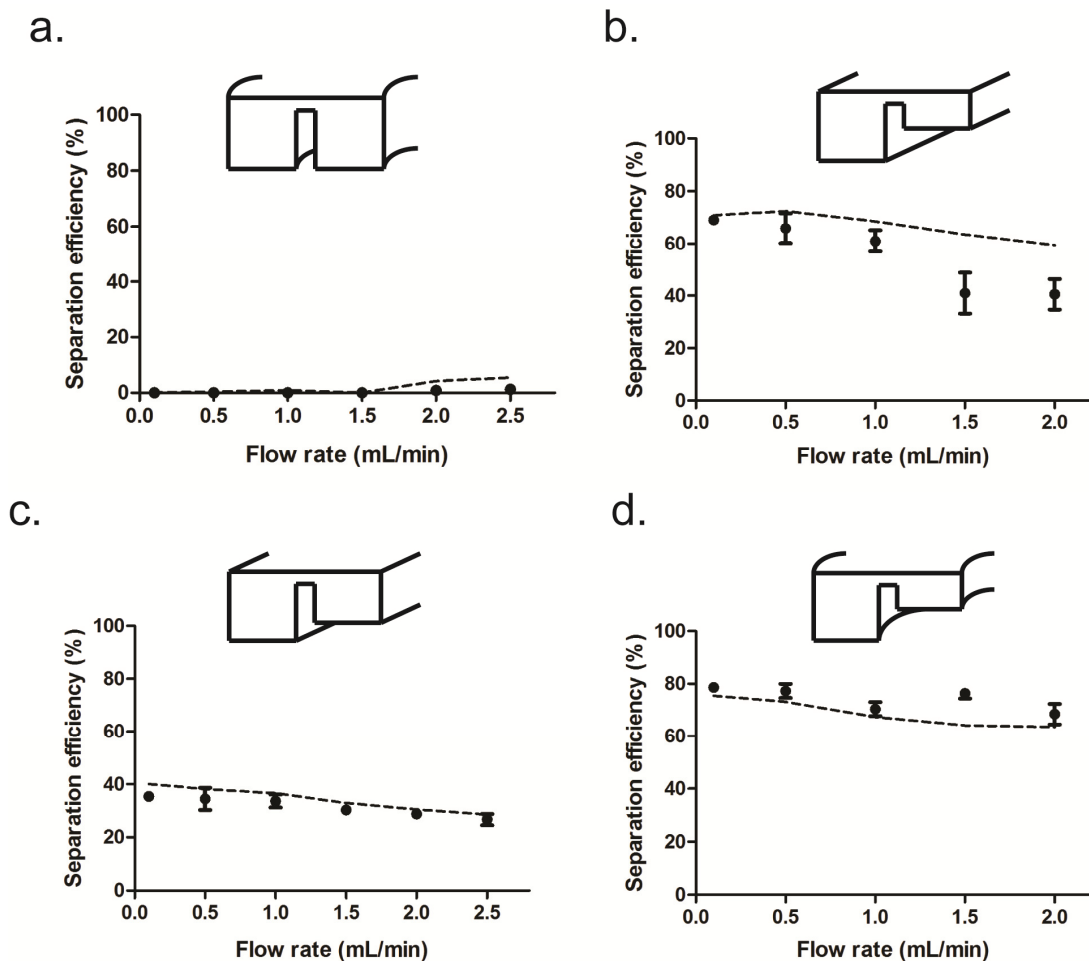 a.
Separation efficiency (%)
100
80
60
40
20
0
0.0 0.5 1.0 1.5 2.0 2.5
Flow rate (mL/min)
b.
Separation efficiency (%)
100
80
60
40
20
0
0.0 0.5 1.0 1.5 2.0
Flow rate (mL/min)
c.
Separation efficiency (%)
100
80
60
40
20
0
0.0 0.5 1.0 1.5 2.0 2.5
Flow rate (mL/min)
d.
Separation efficiency (%)
100
80
60
40
20
0
0.0 0.5 1.0 1.5 2.0
Flow rate (mL/min)